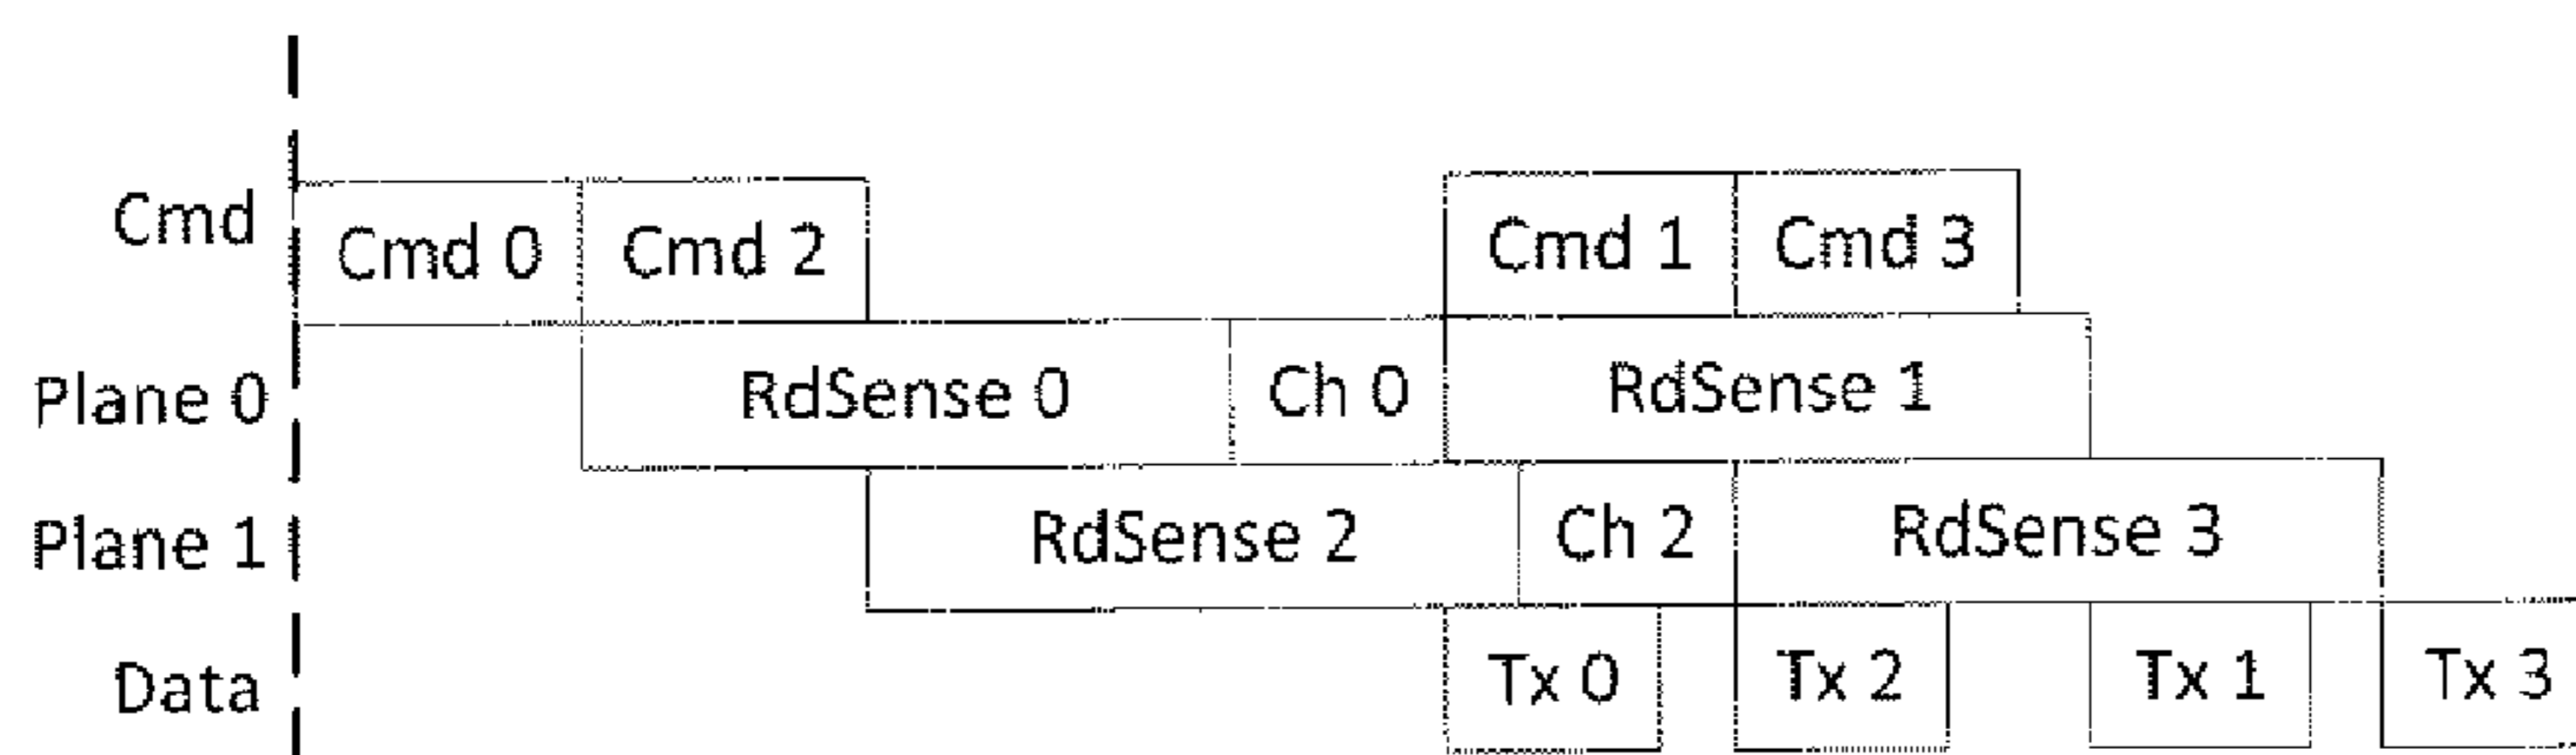 Cmd Cmd 0 Cmd 2 Cmd 1 Cmd 3
Plane 0 RdSense 0 Ch 0 RdSense 1
Plane 1 RdSense 2 Ch 2 RdSense 3
Data Tx 0 Tx 2 Tx 1 Tx 3